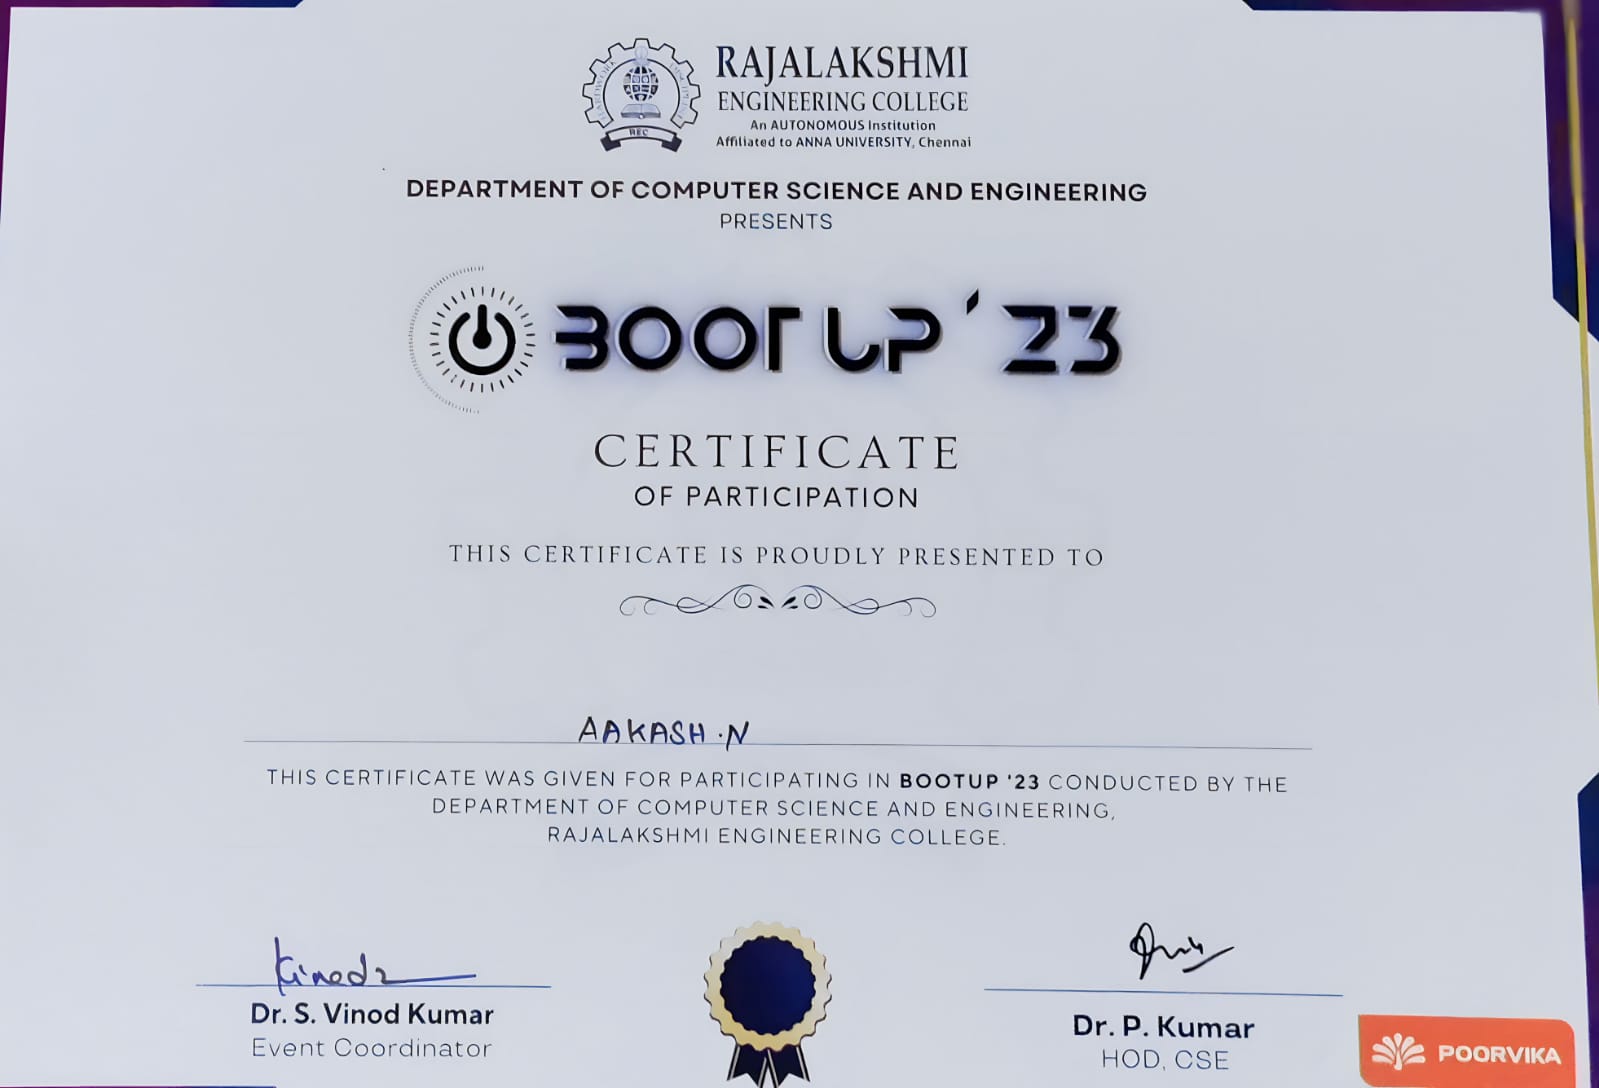 RAJALAKSHMI
ENGINEERING COLLEGE
An AUTONOMOUS Institution
Affiliated to ANNA UNIVERSITY, Chennai
REC
DEPARTMENT OF COMPUTER SCIENCE AND ENGINEERING
PRESENTS
BOOT UP '23
CERTIFICATE
OF PARTICIPATION
THIS CERTIFICATE IS PROUDLY PRESENTED TO
AAKASH .N
THIS CERTIFICATE WAS GIVEN FOR PARTICIPATING IN BOOTUP '23 CONDUCTED BY THE
DEPARTMENT OF COMPUTER SCIENCE AND ENGINEERING,
RAJALAKSHMI ENGINEERING COLLEGE.
Dr. S. Vinod Kumar
Event Coordinator
Dr. P. Kumar
HOD, CSE
POORVIKA